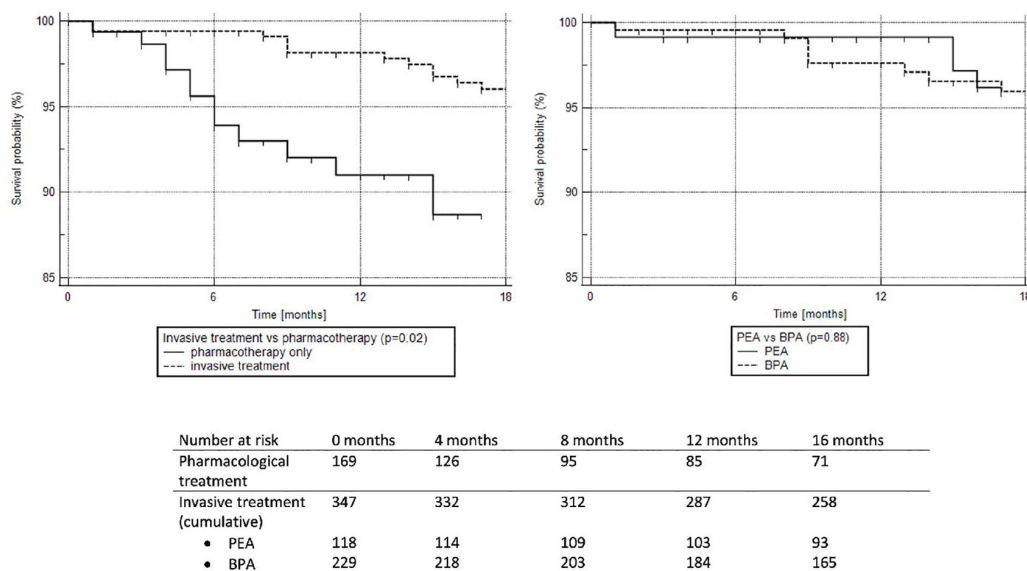 100
95
90
85
Survival probability (%)
0
6
12
18
Time [months]
Invasive treatment vs pharmacotherapy (p=0.02)
pharmacotherapy only
invasive treatment
100
95
90
85
Survival probability (%)
0
6
12
18
Time [months]
PEA vs BPA (p=0.88)
PEA
BPA
Number at risk 0 months 4 months 8 months 12 months 16 months
Pharmacological 169 126 95 85 71
treatment
Invasive treatment 347 332 312 287 258
(cumulative)
• PEA 118 114 109 103 93
• BPA 229 218 203 184 165